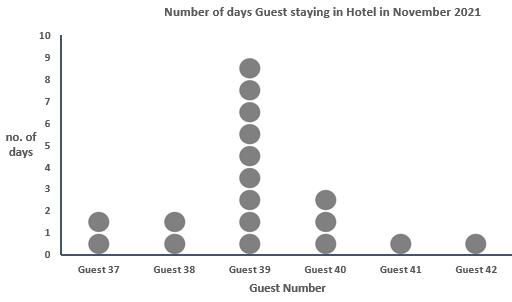 Number of days Guest staying in Hotel in November 2021
10
9
8
7
6
5
4
3
2
1
0
no. of
days
Guest 37 Guest 38 Guest 39 Guest 40 Guest 41 Guest 42
Guest Number